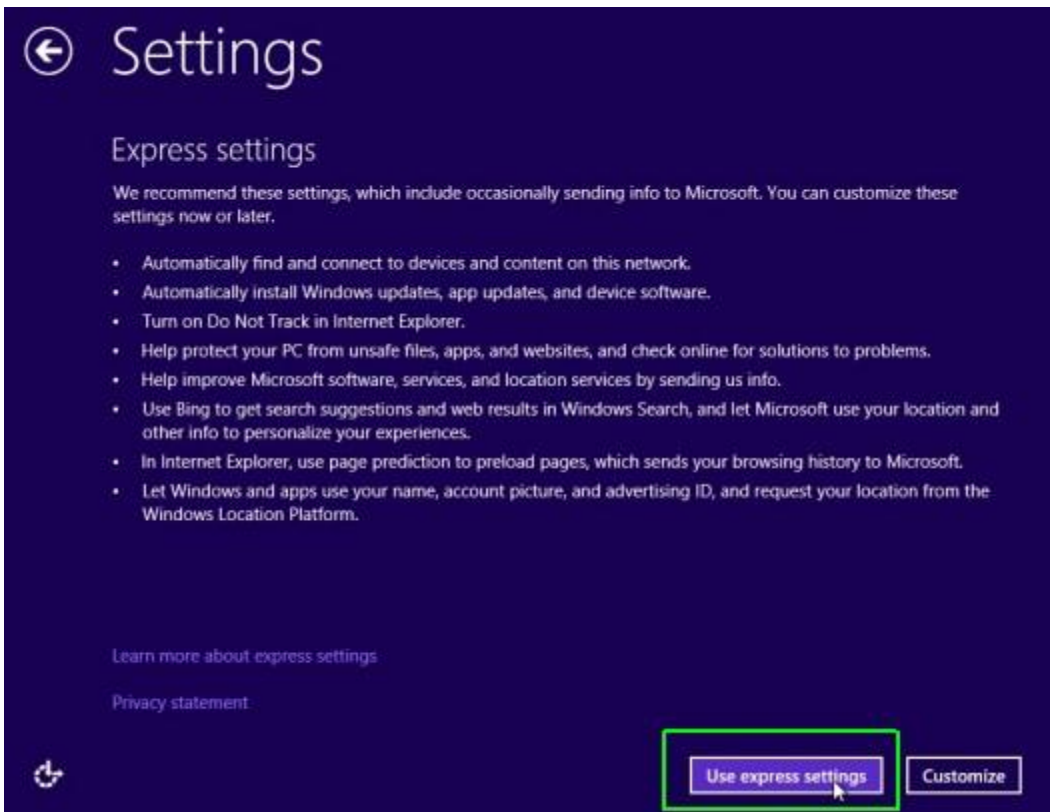 Settings
Express settings
We recommend these settings, which include occasionally sending info to Microsoft. You can customize these
settings now or later.
• Automatically find and connect to devices and content on this network.
• Automatically install Windows updates, app updates, and device software.
• Turn on Do Not Track in Internet Explorer.
• Help protect your PC from unsafe files, apps, and websites, and check online for solutions to problems.
• Help improve Microsoft software, services, and location services by sending us info.
• Use Bing to get search suggestions and web results in Windows Search, and let Microsoft use your location and
other info to personalize your experiences.
• In Internet Explorer, use page prediction to preload pages, which sends your browsing history to Microsoft.
• Let Windows and apps use your name, account picture, and advertising ID, and request your location from the
Windows Location Platform.
Learn more about express settings
Privacy statement
Use express settings
Customize